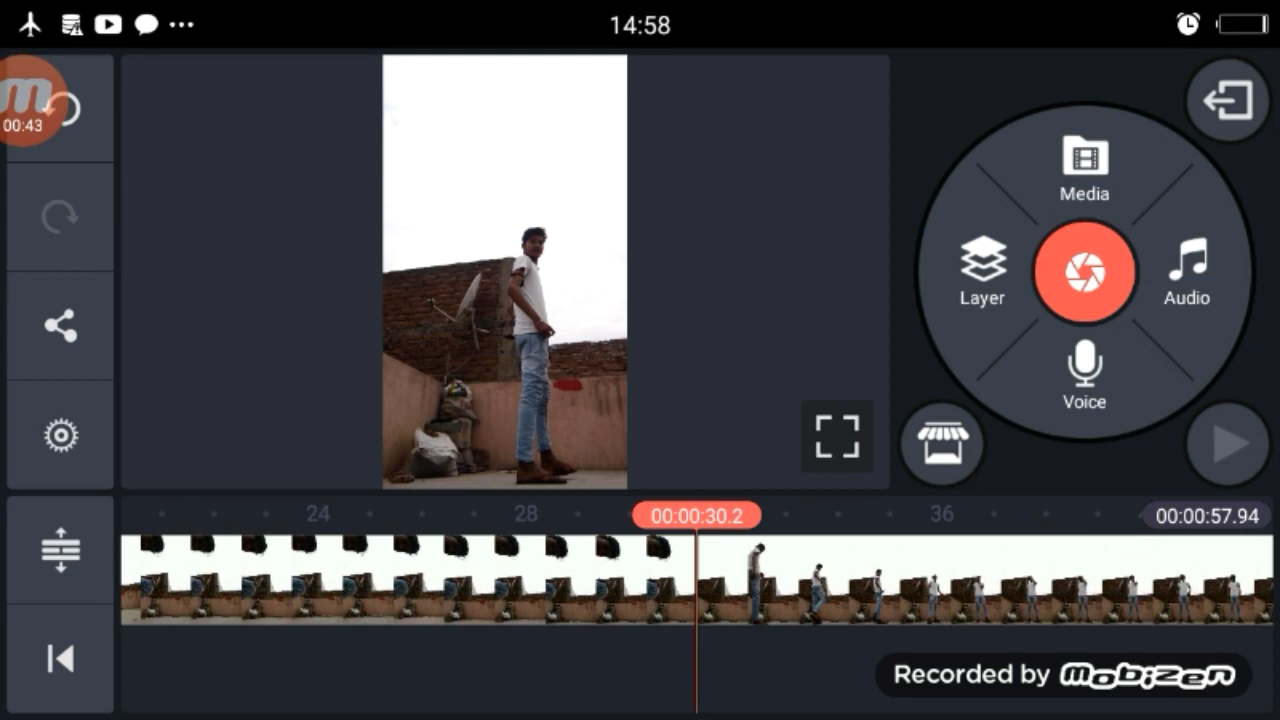 14:58
m
00:43
Media
Layer
Audio
Voice
24
28
00:00:30.2
36
00:00:57.94
Recorded by mobizen